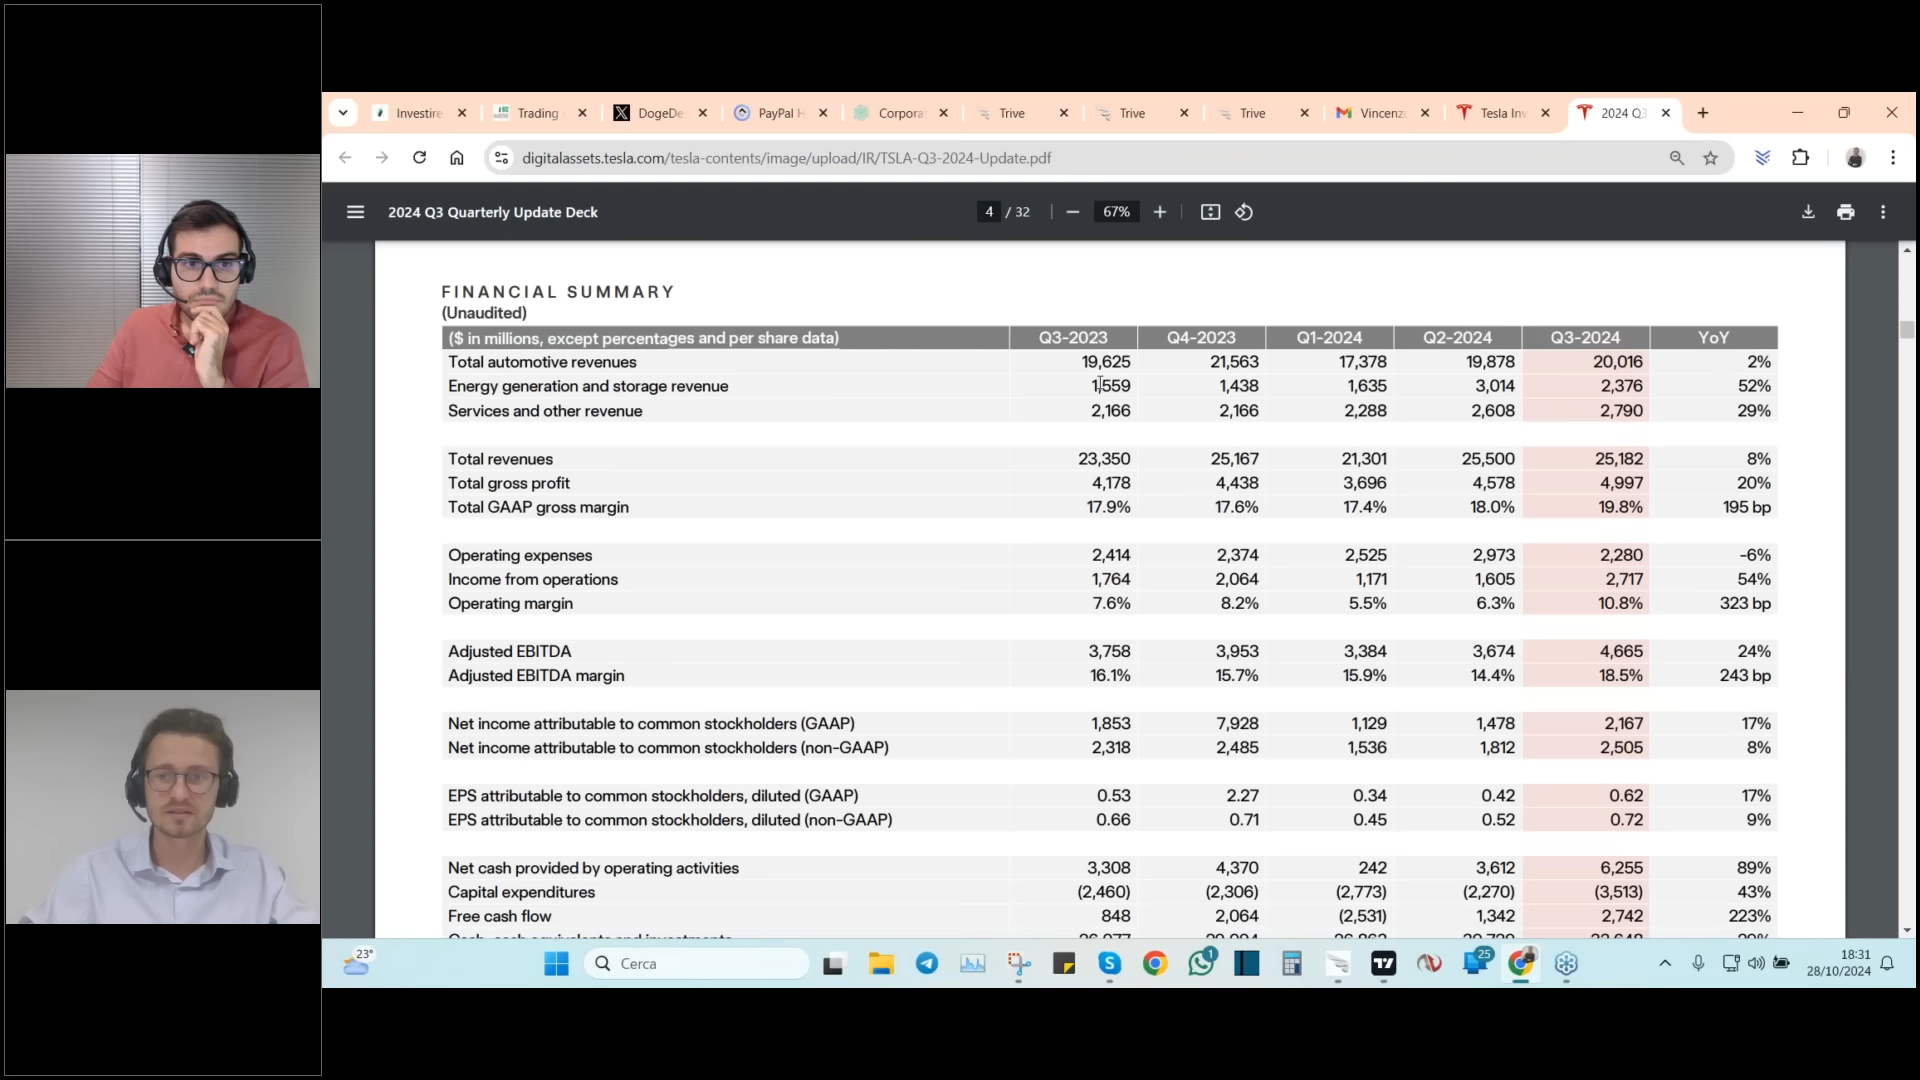 Investire
Trading
DogeDe
PayPal H
Corpora
Trive
Trive
Trive
Vincenz
Tesla Inv
2024 Q3
digitalassets.tesla.com/tesla-contents/image/upload/IR/TSLA-Q3-2024-Update.pdf
2024 Q3 Quarterly Update Deck
4 / 32
67%
FINANCIAL SUMMARY
(Unaudited)
($ in millions, except percentages and per share data) Q3-2023 Q4-2023 Q1-2024 Q2-2024 Q3-2024 YoY
Total automotive revenues 19,625 21,563 17,378 19,878 20,016 2%
Energy generation and storage revenue 1,559 1,438 1,635 3,014 2,376 52%
Services and other revenue 2,166 2,166 2,288 2,608 2,790 29%
Total revenues 23,350 25,167 21,301 25,500 25,182 8%
Total gross profit 4,178 4,438 3,696 4,578 4,997 20%
Total GAAP gross margin 17.9% 17.6% 17.4% 18.0% 19.8% 195 bp
Operating expenses 2,414 2,374 2,525 2,973 2,280 -6%
Income from operations 1,764 2,064 1,171 1,605 2,717 54%
Operating margin 7.6% 8.2% 5.5% 6.3% 10.8% 323 bp
Adjusted EBITDA 3,758 3,953 3,384 3,674 4,665 24%
Adjusted EBITDA margin 16.1% 15.7% 15.9% 14.4% 18.5% 243 bp
Net income attributable to common stockholders (GAAP) 1,853 7,928 1,129 1,478 2,167 17%
Net income attributable to common stockholders (non-GAAP) 2,318 2,485 1,536 1,812 2,505 8%
EPS attributable to common stockholders, diluted (GAAP) 0.53 2.27 0.34 0.42 0.62 17%
EPS attributable to common stockholders, diluted (non-GAAP) 0.66 0.71 0.45 0.52 0.72 9%
Net cash provided by operating activities 3,308 4,370 242 3,612 6,255 89%
Capital expenditures (2,460) (2,306) (2,773) (2,270) (3,513) 43%
Free cash flow 848 2,064 (2,531) 1,342 2,742 223%
23°
Cerca
1
25
18:31
28/10/2024